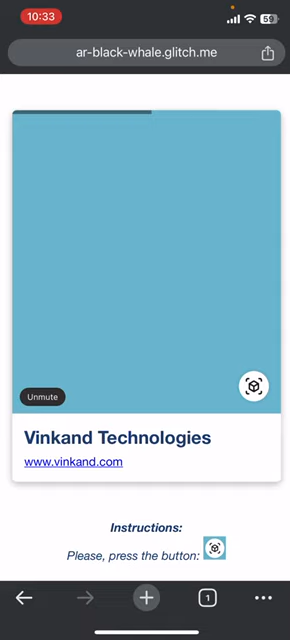 10:33
59
ar-black-whale.glitch.me
Unmute
Vinkand Technologies
www.vinkand.com
Instructions:
Please, press the button:
1